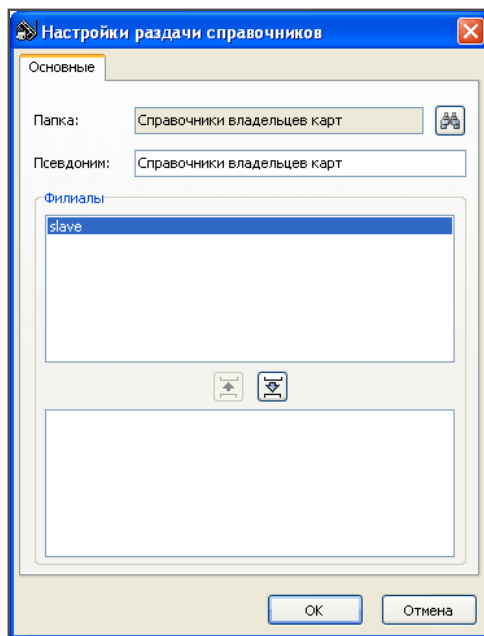 Настройки раздачи справочников
Основные
Папка: Справочники владельцев карт
Псевдоним: Справочники владельцев карт
Филиалы
slave
OK Отмена